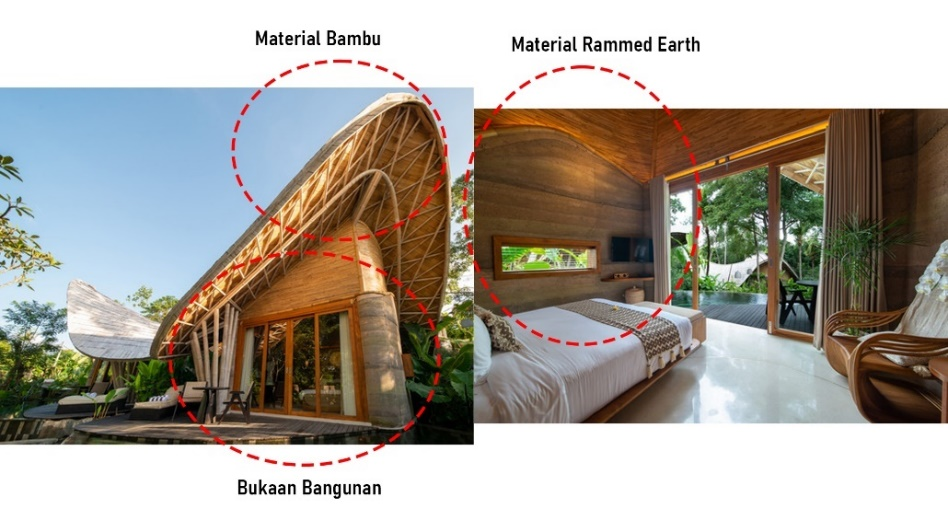 Material Bambu
Material Rammed Earth
Bukaan Bangunan